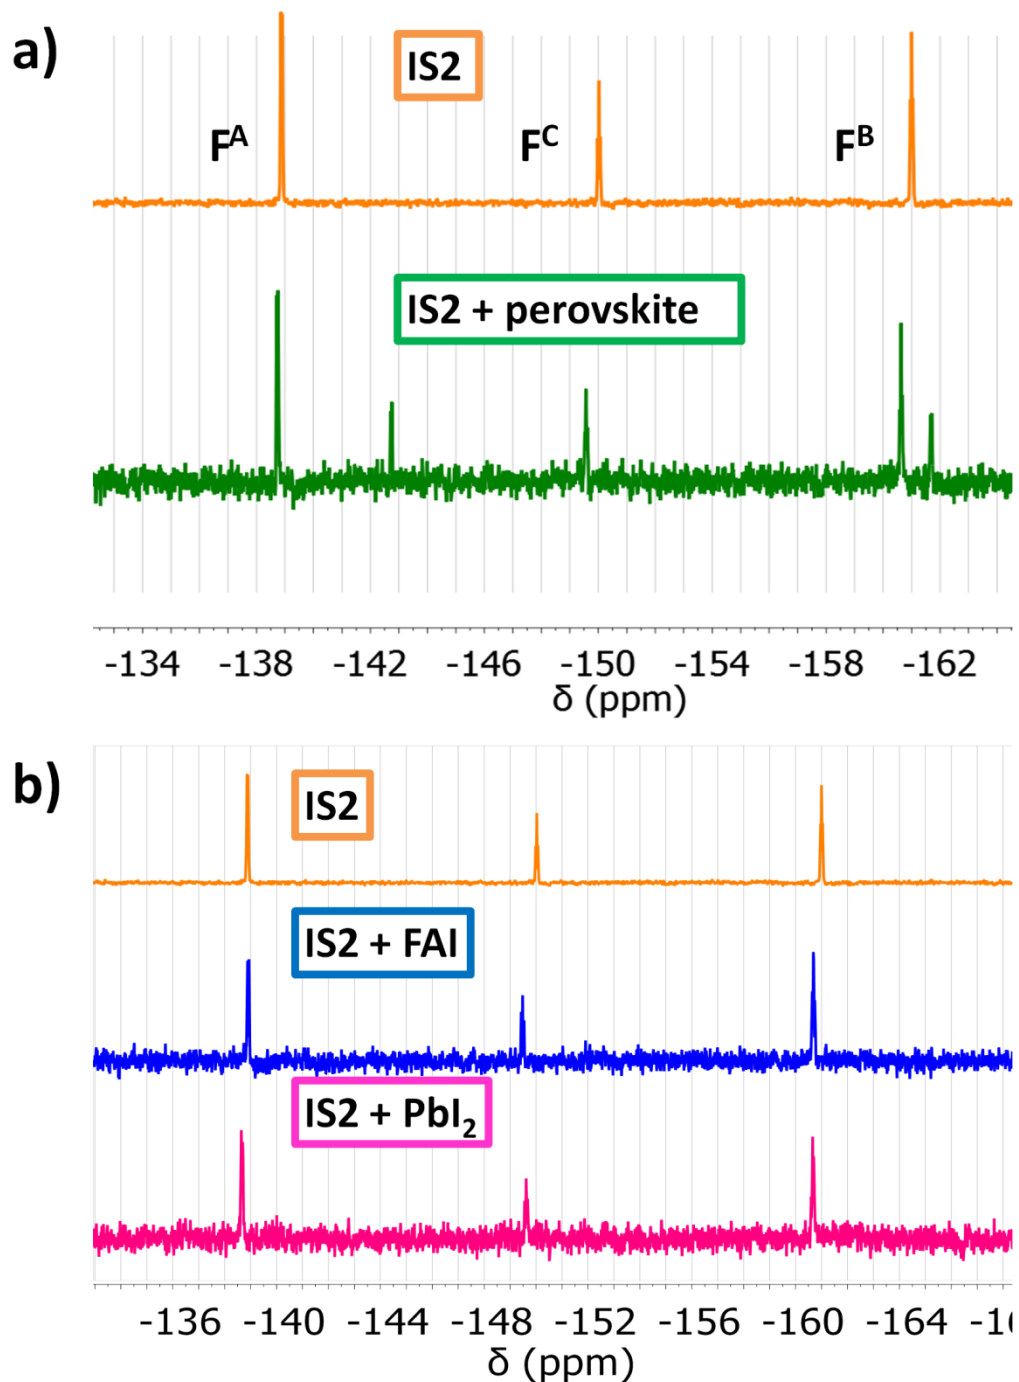 a)
IS2
F^A F^C F^B
IS2 + perovskite
-134 -138 -142 -146 -150 -154 -158 -162
δ (ppm)
b)
IS2
IS2 + FAI
IS2 + PbI₂
-136 -140 -144 -148 -152 -156 -160 -164
δ (ppm)